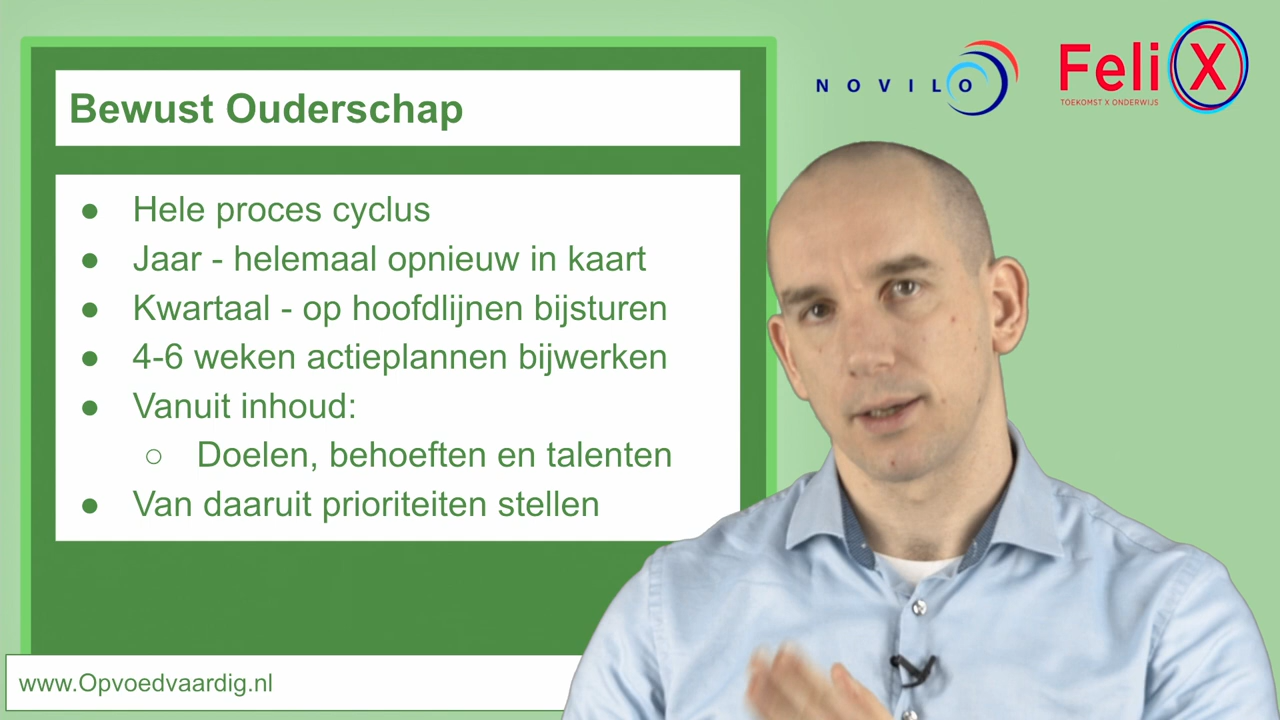 Bewust Ouderschap
● Hele proces cyclus
● Jaar - helemaal opnieuw in kaart
● Kwartaal - op hoofdlijnen bijsturen
● 4-6 weken actieplannen bijwerken
● Vanuit inhoud:
○ Doelen, behoeften en talenten
● Van daaruit prioriteiten stellen
www.Opvoedvaardig.nl
NOVILO
FeliX
TOEKOMST X ONDERWIJS